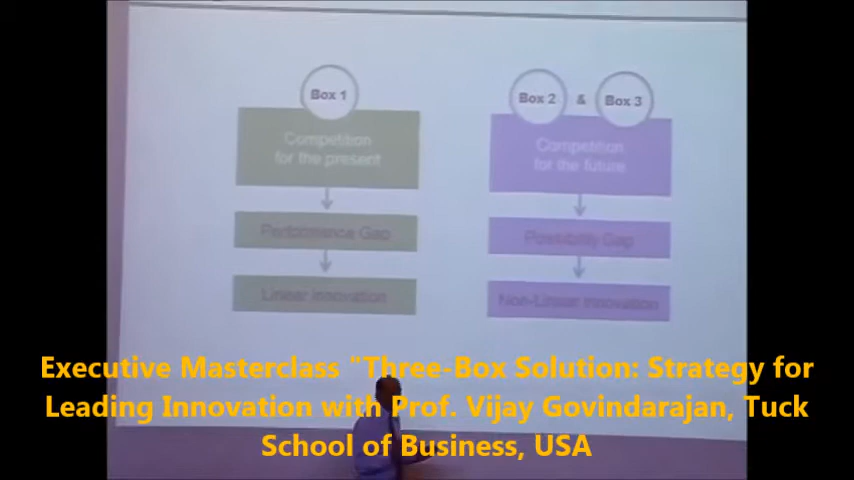 Box 1
Competition
for the present
Performance Gap
Linear Innovation
Box 2 & Box 3
Competition
for the future
Possibility Gap
Non-Linear Innovation
Executive Masterclass "Three-Box Solution: Strategy for
Leading Innovation with Prof. Vijay Govindarajan, Tuck
School of Business, USA